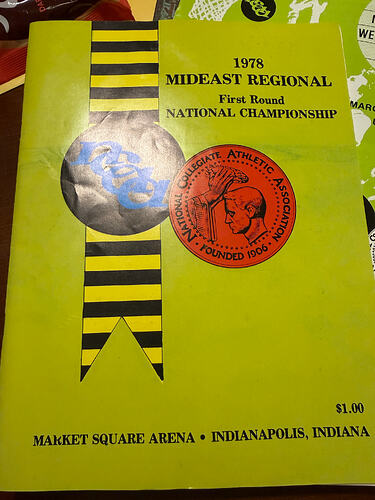 1978
MIDEAST REGIONAL
First Round
NATIONAL CHAMPIONSHIP
NATIONAL COLLEGIATE ATHLETIC ASSOCIATION
• FOUNDED 1906 •
$1.00
MARKET SQUARE ARENA • INDIANAPOLIS, INDIANA